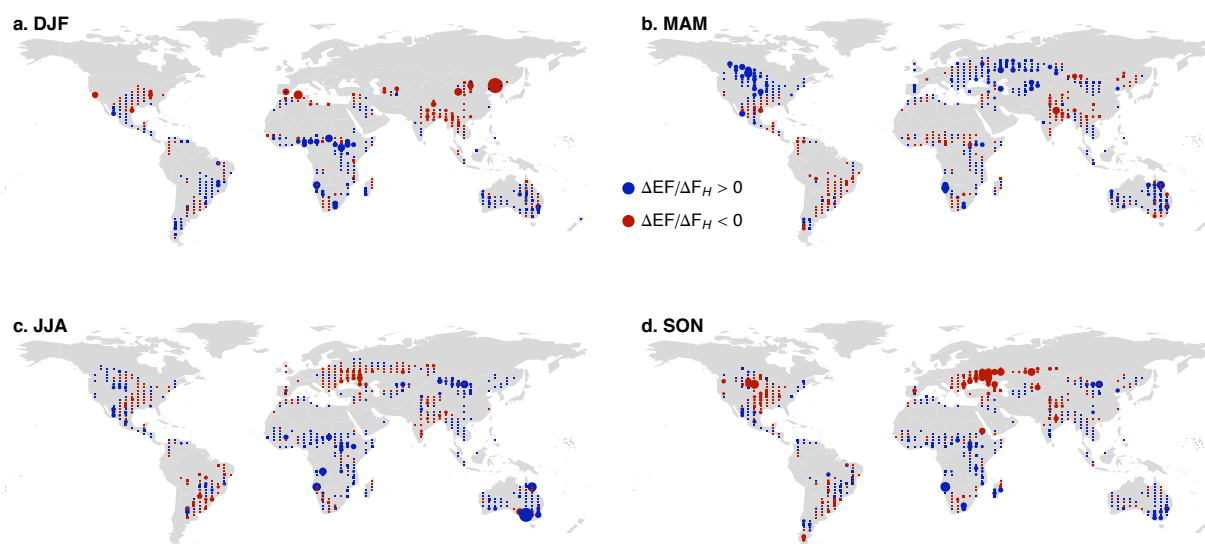 a. DJF
b. MAM
ΔEF/ΔF_H > 0
ΔEF/ΔF_H < 0
c. JJA
d. SON